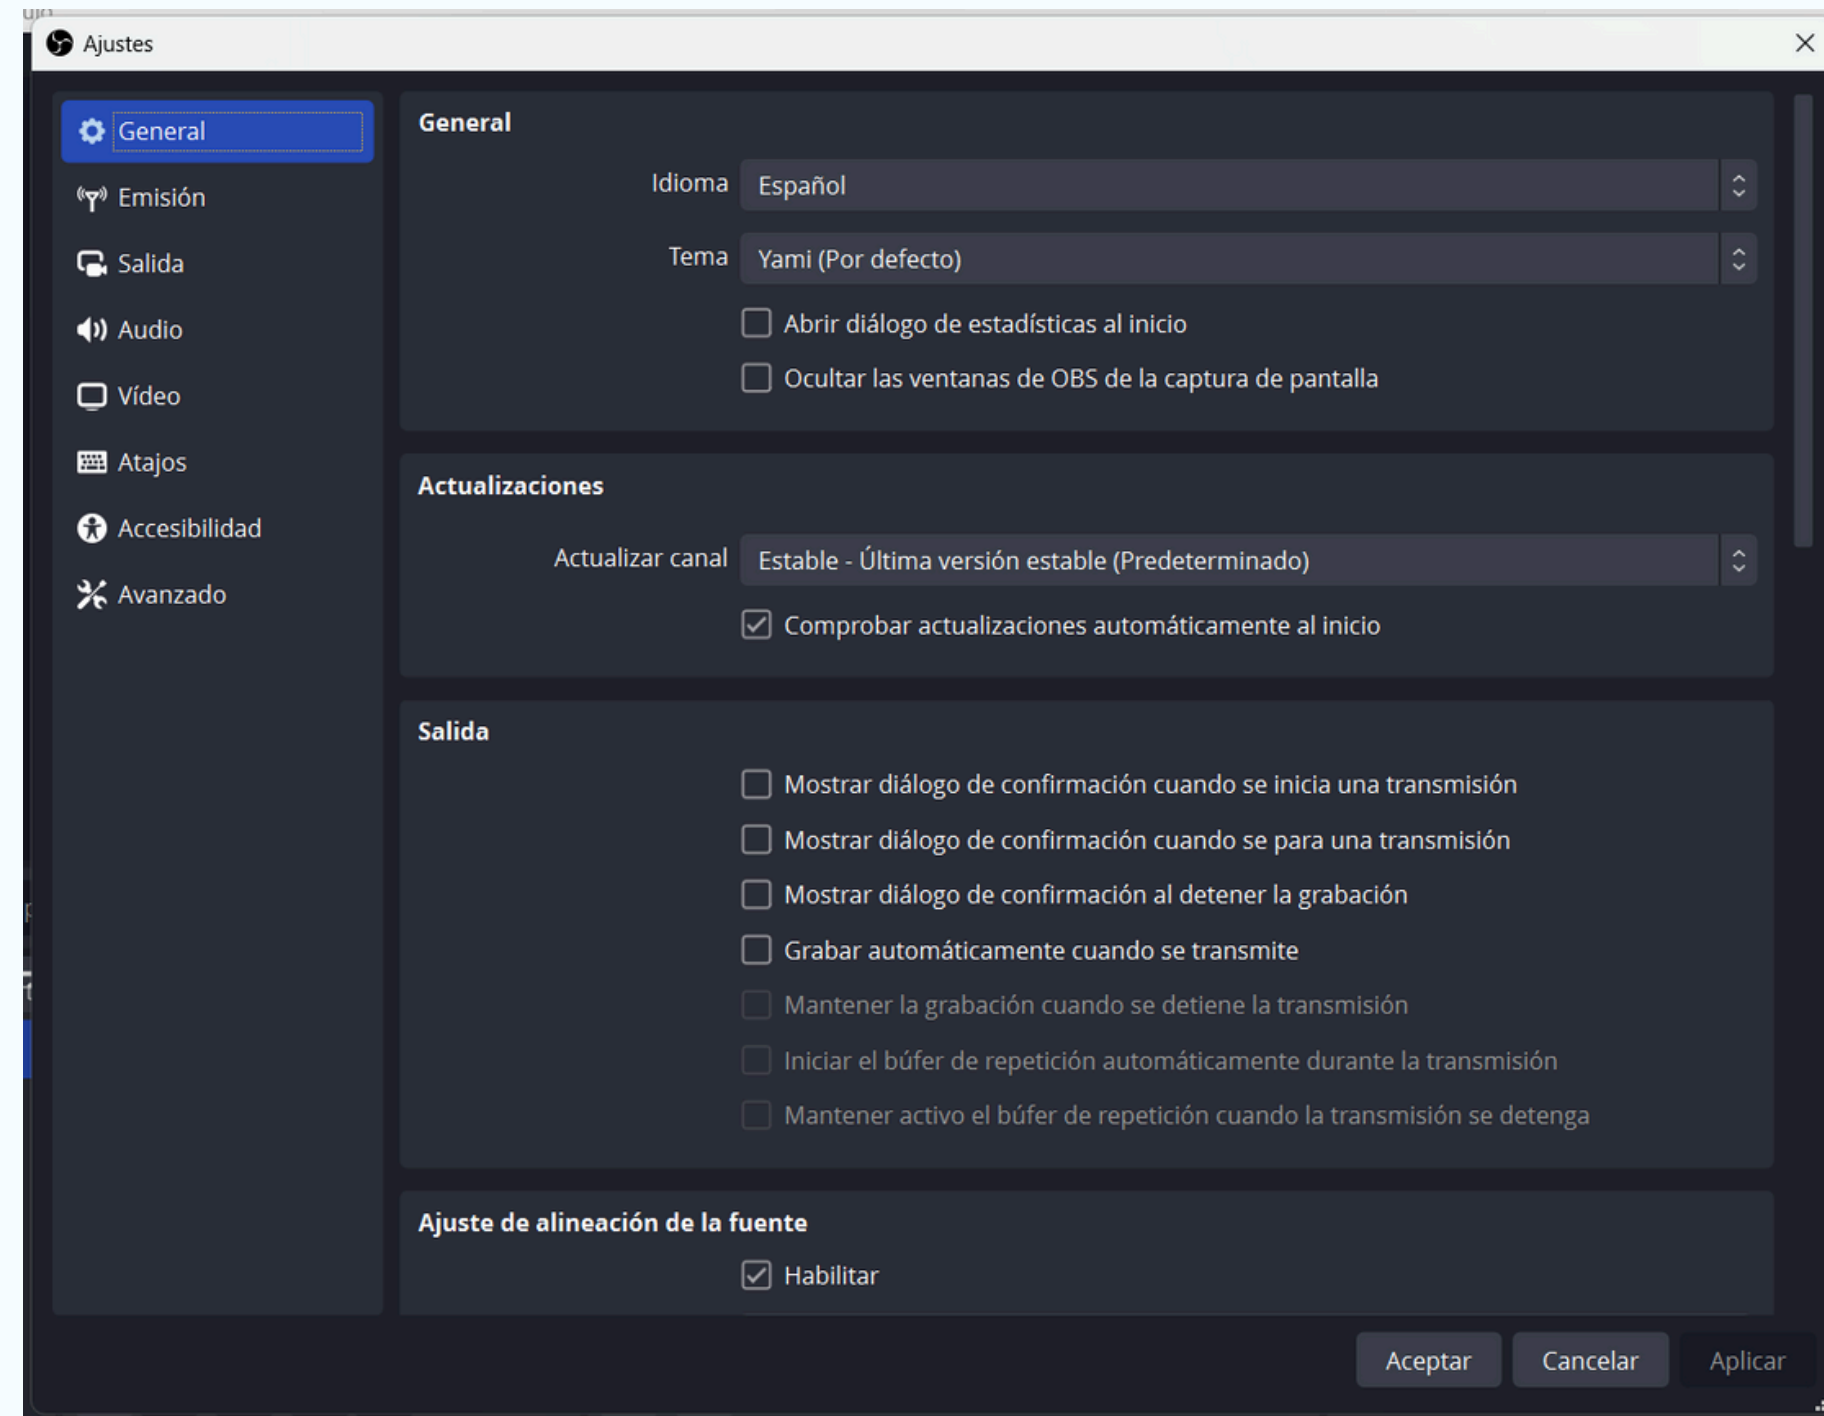 Ajustes
General
Emisión
Salida
Audio
Vídeo
Atajos
Accesibilidad
Avanzado
General
Idioma Español
Tema Yami (Por defecto)
Abrir diálogo de estadísticas al inicio
Ocultar las ventanas de OBS de la captura de pantalla
Actualizaciones
Actualizar canal Estable - Última versión estable (Predeterminado)
Comprobar actualizaciones automáticamente al inicio
Salida
Mostrar diálogo de confirmación cuando se inicia una transmisión
Mostrar diálogo de confirmación cuando se para una transmisión
Mostrar diálogo de confirmación al detener la grabación
Grabar automáticamente cuando se transmite
Mantener la grabación cuando se detiene la transmisión
Iniciar el búfer de repetición automáticamente durante la transmisión
Mantener activo el búfer de repetición cuando la transmisión se detenga
Ajuste de alineación de la fuente
Habilitar
Aceptar Cancelar Aplicar